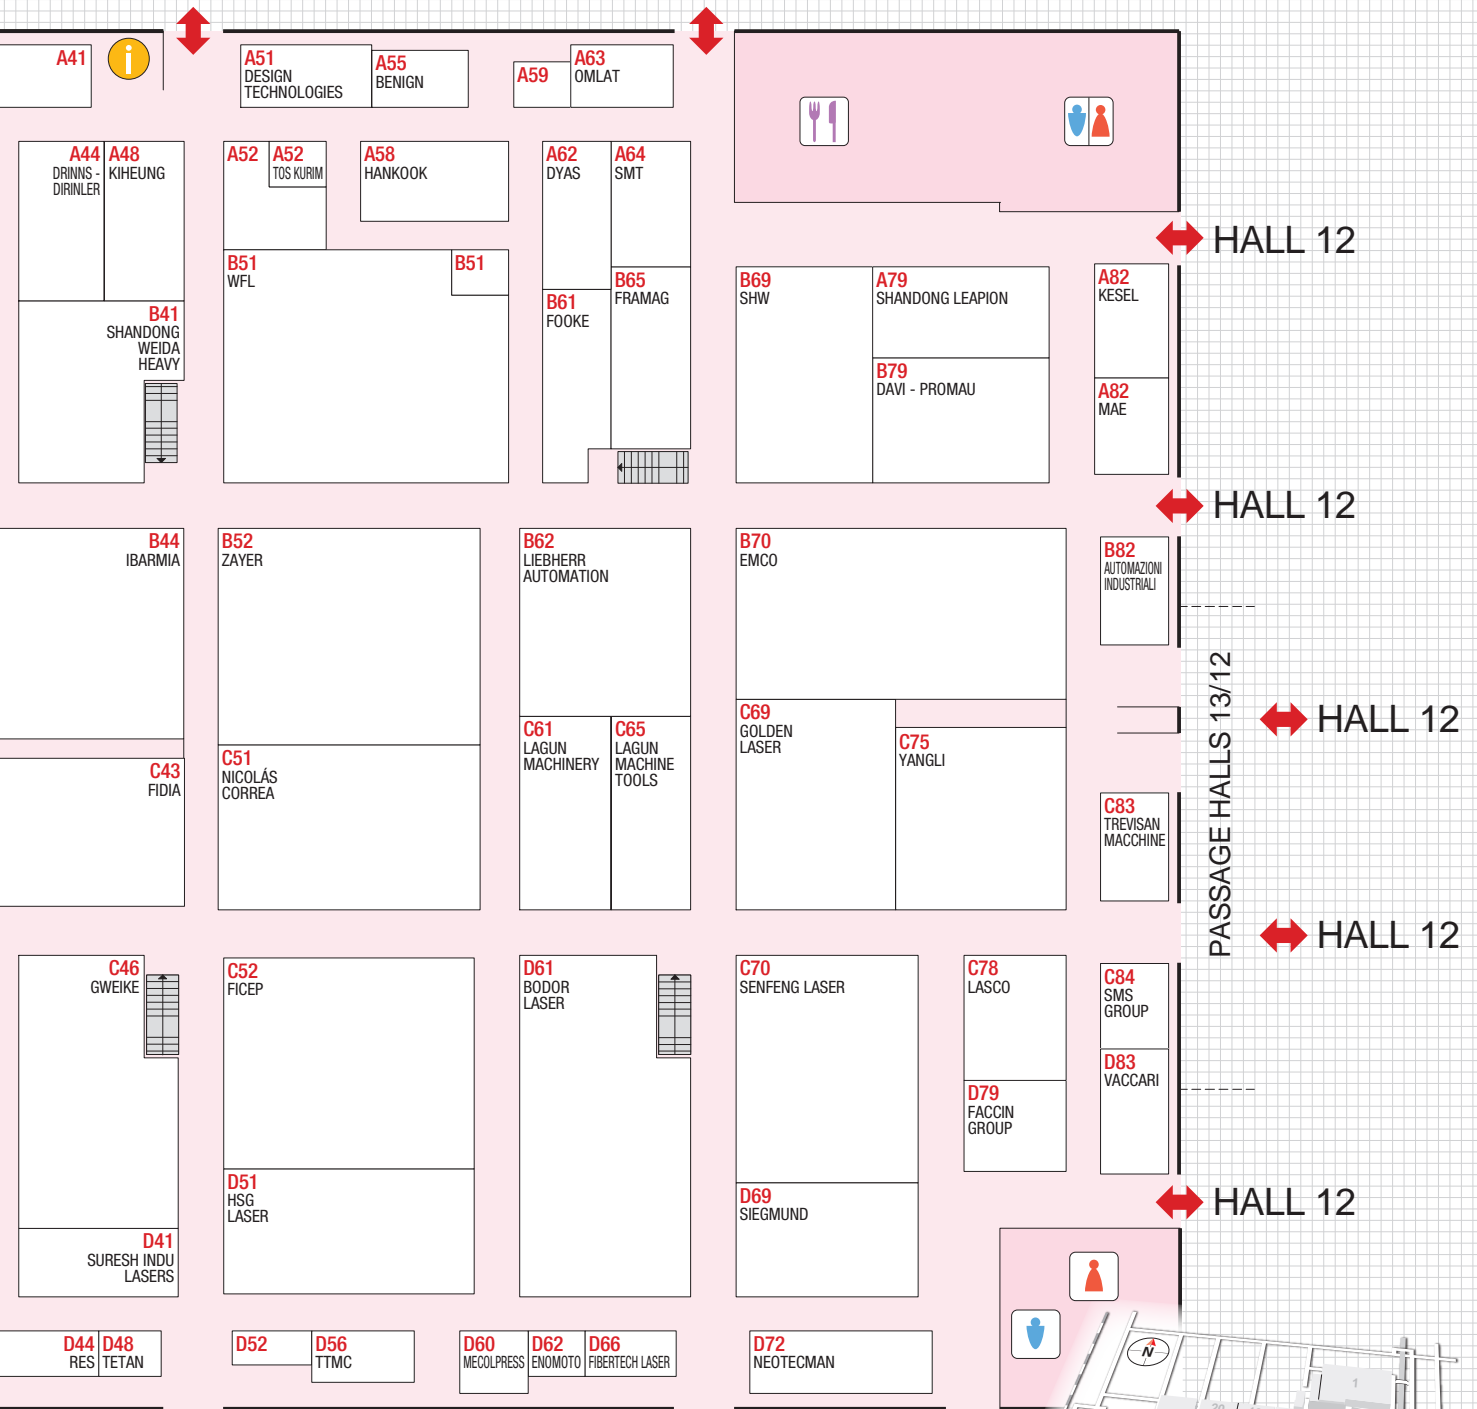 A41
i
A51
DESIGN
TECHNOLOGIES
A55
BENIGN
A59
A63
OMLAT
A44
DRINNS -
DIRINLER
A48
KIHEUNG
A52
A52
TOS KURIM
A58
HANKOOK
A62
DYAS
A64
SMT
HALL 12
B41
SHANDONG
WEIDA
HEAVY
B51
WFL
B51
B61
FOOKE
B65
FRAMAG
B69
SHW
A79
SHANDONG LEAPION
B79
DAVI - PROMAU
A82
KESEL
A82
MAE
HALL 12
B44
IBARMIA
B52
ZAYER
B62
LIEBHERR
AUTOMATION
B70
EMCO
B82
AUTOMAZIONI
INDUSTRIALI
C43
FIDIA
C51
NICOLÁS
CORREA
C61
LAGUN
MACHINERY
C65
LAGUN
MACHINE
TOOLS
C69
GOLDEN
LASER
C75
YANGLI
C83
TREVISAN
MACCHINE
PASSAGE HALLS 13/12
HALL 12
HALL 12
C46
GWEIKE
C52
FICEP
D61
BODOR
LASER
C70
SENFENG LASER
C78
LASCO
C84
SMS
GROUP
D79
FACCIN
GROUP
D83
VACCARI
D41
SURESH INDU
LASERS
D51
HSG
LASER
D69
SIEGMUND
HALL 12
D44
RES
D48
TETAN
D52
D56
TTMC
D60
MECOLPRESS
D62
ENOMOTO
D66
FIBERTECH LASER
D72
NEOTECMAN
N
1
20